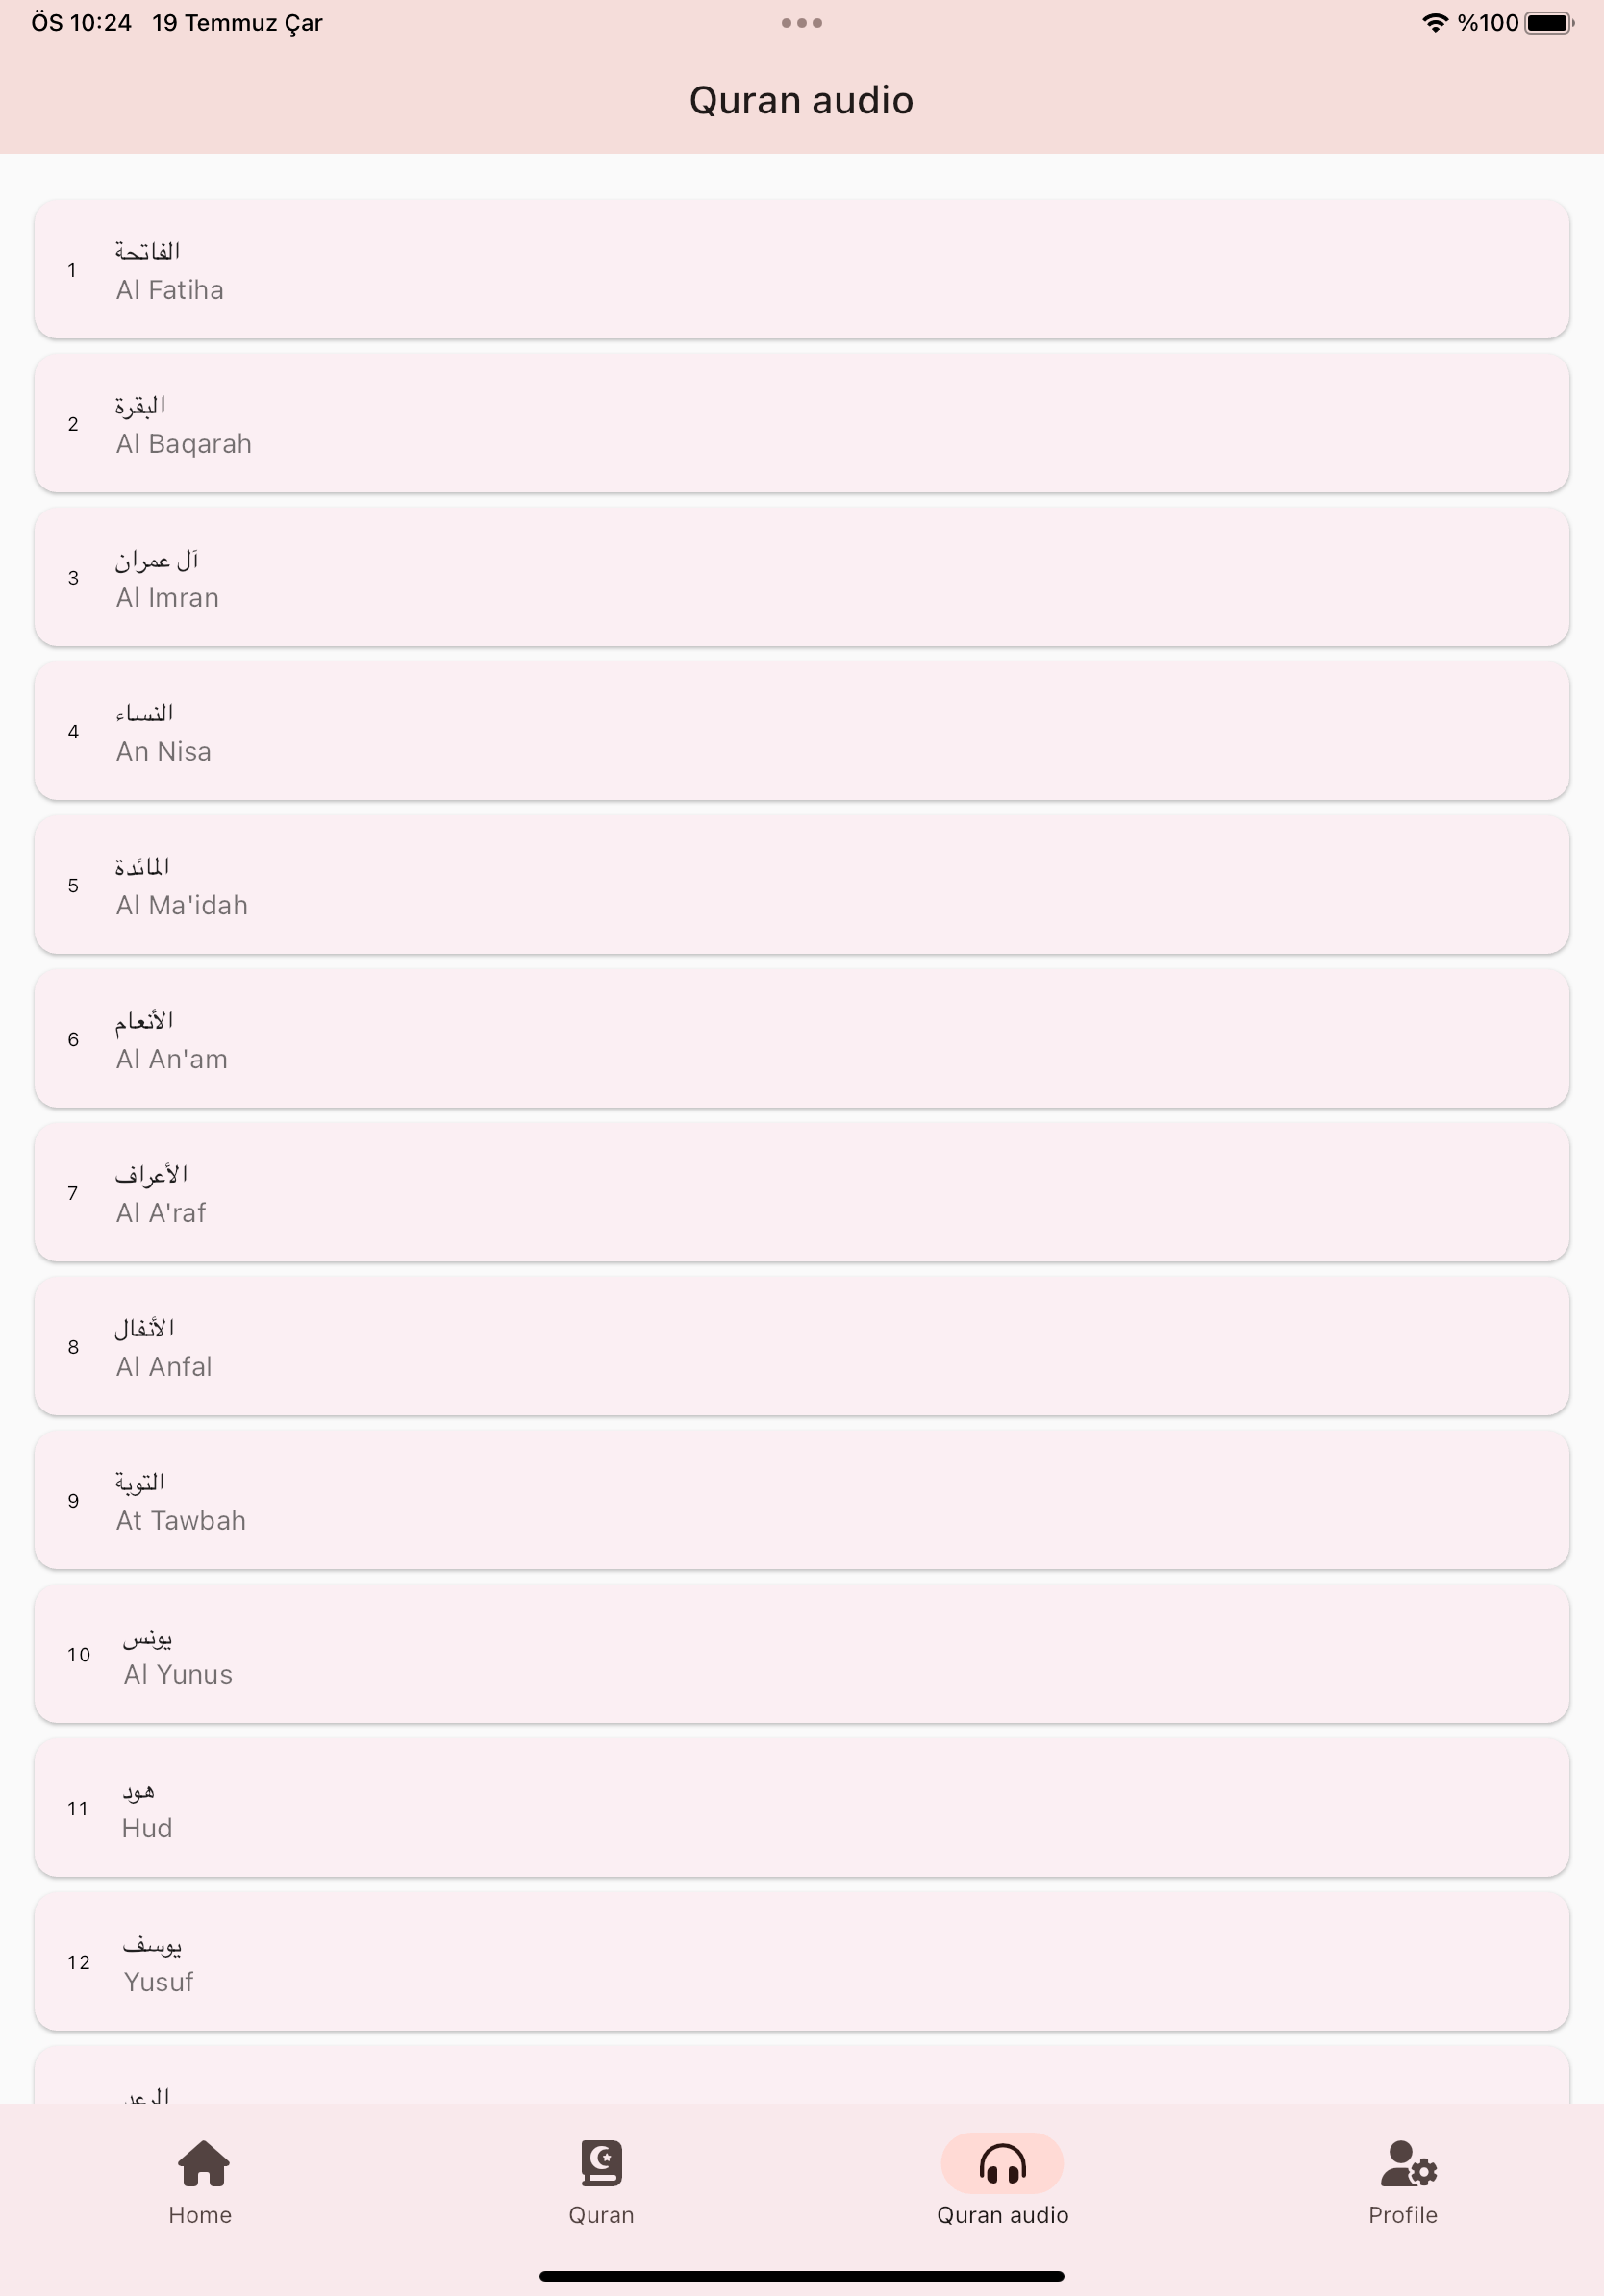 ÖS 10:24 19 Temmuz Çar %100
Quran audio
الفاتحة
1
Al Fatiha
البقرة
2
Al Baqarah
آل عمران
3
Al Imran
النساء
4
An Nisa
المائدة
5
Al Ma'idah
الأنعام
6
Al An'am
الأعراف
7
Al A'raf
الأنفال
8
Al Anfal
التوبة
9
At Tawbah
يونس
10
Al Yunus
هود
11
Hud
يوسف
12
Yusuf
الرعد
Home Quran Quran audio Profile